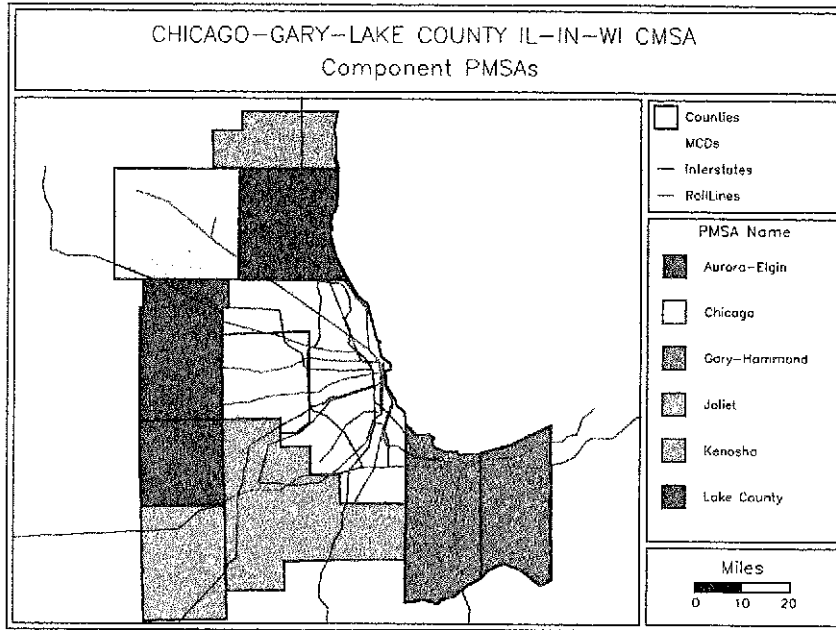 CHICAGO-GARY-LAKE COUNTY IL-IN-WI CMSA
Component PMSAs
Counties
MCDs
Interstates
RailLines
PMSA Name
Aurora-Elgin
Chicago
Gary-Hammond
Joliet
Kenosha
Lake County
Miles
0 10 20